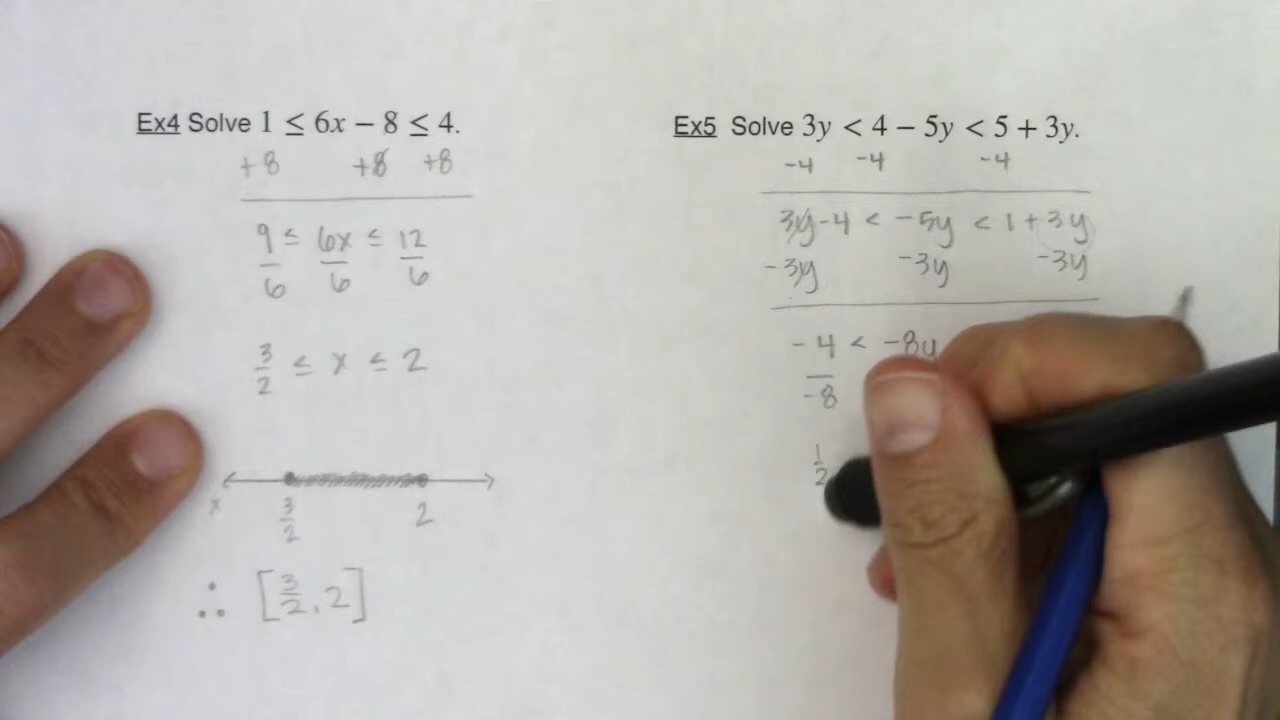 Ex4 Solve 1 ≤ 6x − 8 ≤ 4.
+8 +8 +8
9 ≤ 6x ≤ 12
6 6 6
3/2 ≤ x ≤ 2
x 3/2 2
∴ [3/2, 2]
Ex5 Solve 3y < 4 − 5y < 5 + 3y.
-4 -4 -4
3y-4 < -5y < 1+3y
-3y -3y -3y
-4 < -8y
-8
1/2